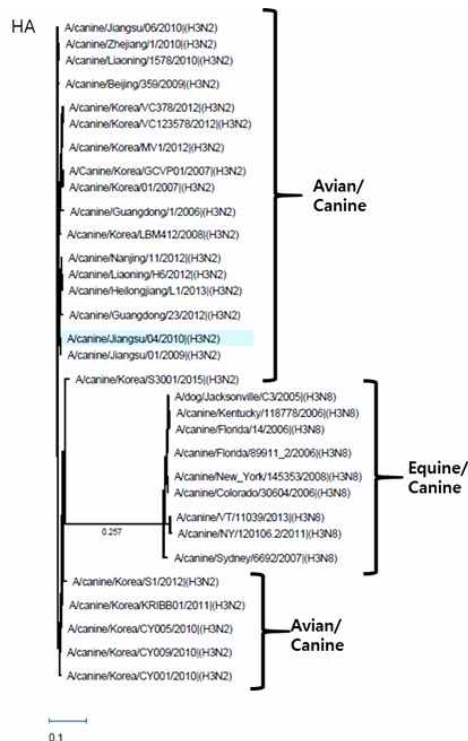 HA
A/canine/Jiangsu/06/2010|(H3N2)
A/canine/Zhejiang/1/2010|(H3N2)
A/canine/Liaoning/1578/2010|(H3N2)
A/canine/Beijing/359/2009|(H3N2)
A/canine/Korea/VC378/2012|(H3N2)
A/canine/Korea/VC123578/2012|(H3N2)
A/canine/Korea/MV1/2012|(H3N2)
A/Canine/Korea/GCVP01/2007|(H3N2)
A/canine/Korea/01/2007|(H3N2)
A/canine/Guangdong/1/2006|(H3N2)
A/canine/Korea/LBM412/2008|(H3N2)
A/canine/Nanjing/11/2012|(H3N2)
A/canine/Liaoning/H6/2012|(H3N2)
A/canine/Heilongjiang/L1/2013|(H3N2)
A/canine/Guangdong/23/2012|(H3N2)
A/canine/Jiangsu/04/2010|(H3N2)
A/canine/Jiangsu/01/2009|(H3N2)
A/canine/Korea/S3001/2015|(H3N2)
Avian/
Canine
A/dog/Jacksonville/C3/2005|(H3N8)
A/canine/Kentucky/118778/2006|(H3N8)
A/canine/Florida/14/2006|(H3N8)
A/canine/Florida/89911_2/2006|(H3N8)
A/canine/New_York/145353/2008|(H3N8)
A/canine/Colorado/30604/2006|(H3N8)
A/canine/VT/11039/2013|(H3N8)
A/canine/NY/120106.2/2011|(H3N8)
A/canine/Sydney/6692/2007|(H3N8)
Equine/
Canine
0.257
A/canine/Korea/S1/2012|(H3N2)
A/canine/Korea/KRIBB01/2011|(H3N2)
A/canine/Korea/CY005/2010|(H3N2)
A/canine/Korea/CY009/2010|(H3N2)
A/canine/Korea/CY001/2010|(H3N2)
Avian/
Canine
0.1